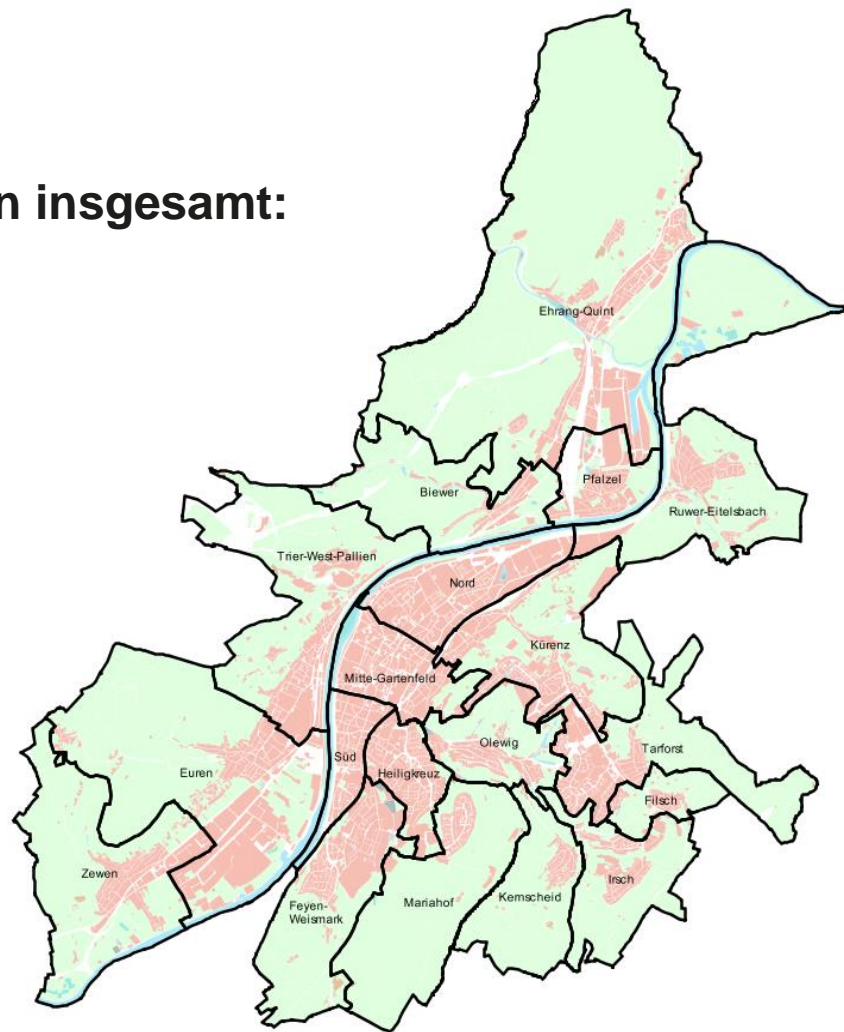 n insgesamt:
Ehrang-Quint
Pfalzel
Biewer
Ruwer-Eitelsbach
Trier-West-Pallien
Nord
Kürenz
Mitte-Gartenfeld
Olewig
Tarforst
Süd
Heiligkreuz
Euren
Filsch
Zewen
Irsch
Kernscheid
Mariahof
Feyen-
Weismark